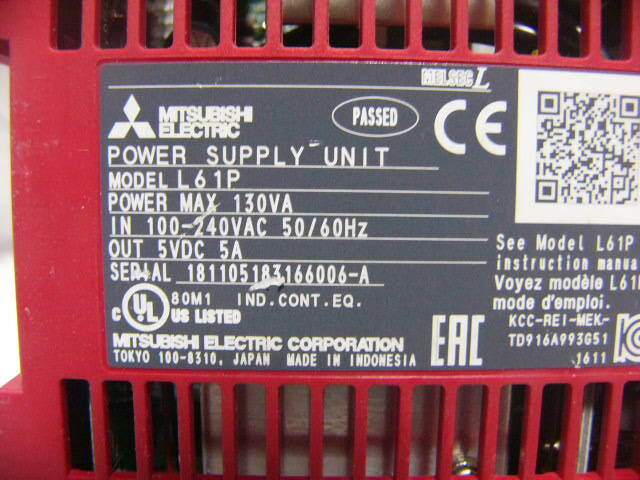 MELSEC L
MITSUBISHI
ELECTRIC
PASSED
CE
POWER SUPPLY UNIT
MODEL L61P
POWER MAX 130VA
IN 100-240VAC 50/60Hz
OUT 5VDC 5A
SERIAL 181105183166006-A
C UL US LISTED
80M1 IND.CONT.EQ.
MITSUBISHI ELECTRIC CORPORATION
TOKYO 100-8310, JAPAN MADE IN INDONESIA
EAC
See Model L61P
instruction manua
Voyez modèle L61
mode d'emploi.
KCC-REI-MEK-
TD916A993G51
1611